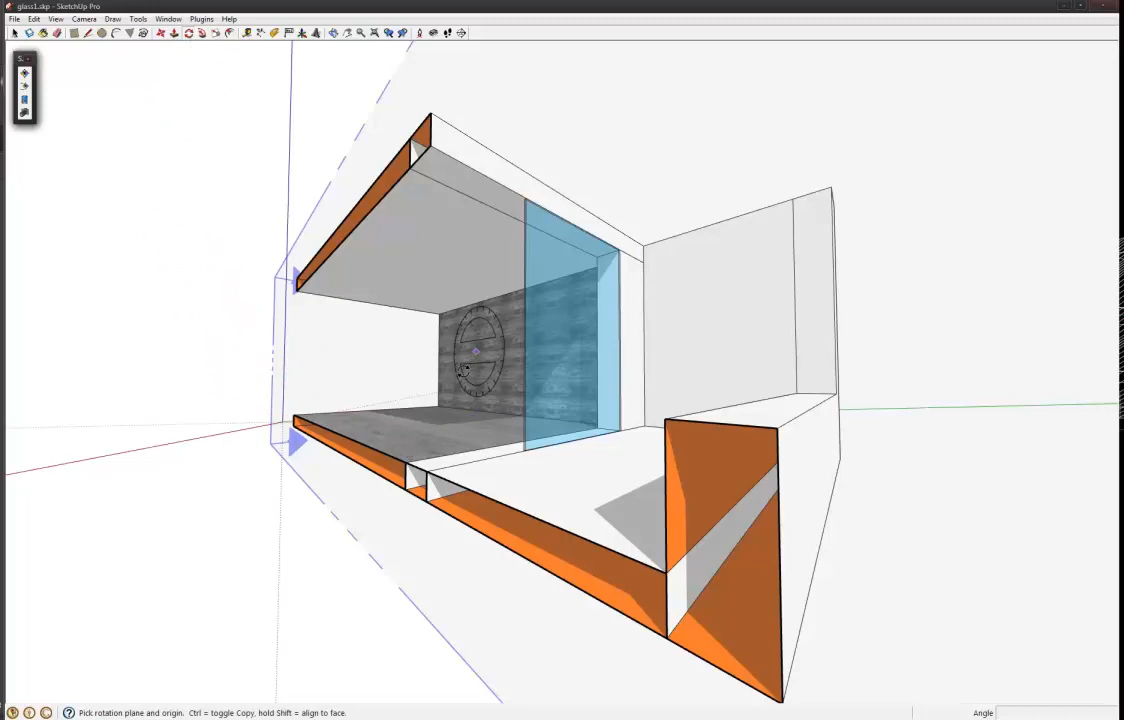 glass1.skp - SketchUp Pro
File Edit View Camera Draw Tools Window Plugins Help
S..
Pick rotation plane and origin. Ctrl = toggle Copy, hold Shift = align to face.
Angle